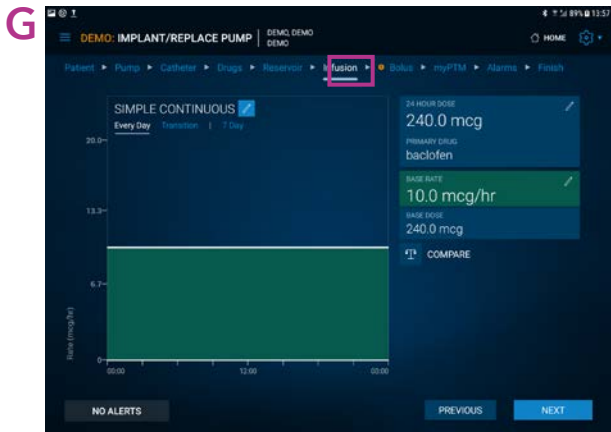 G
89% 13:57
DEMO: IMPLANT/REPLACE PUMP
DEMO, DEMO
DEMO
HOME
Patient Pump Catheter Drugs Reservoir Infusion Bolus myPTM Alarms Finish
SIMPLE CONTINUOUS
Every Day Transition | 7 Day
20.0
13.3
6.7
0
Rate (mcg/hr)
00:00 12:00 00:00
24 HOUR DOSE
240.0 mcg
PRIMARY DRUG
baclofen
BASE RATE
10.0 mcg/hr
BASE DOSE
240.0 mcg
COMPARE
NO ALERTS
PREVIOUS
NEXT